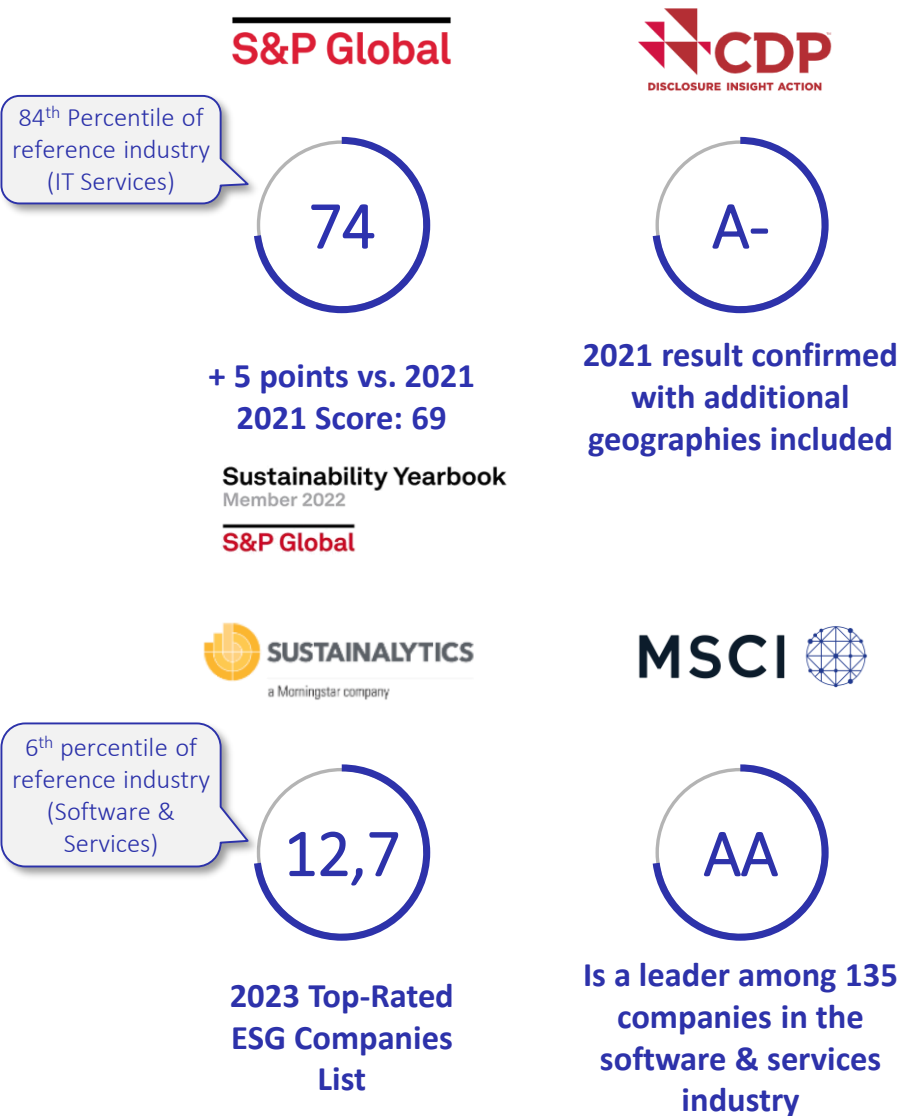 S&P Global
CDP
DISCLOSURE INSIGHT ACTION
84th Percentile of
reference industry
(IT Services)
74
A-
+ 5 points vs. 2021
2021 Score: 69
2021 result confirmed
with additional
geographies included
Sustainability Yearbook
Member 2022
S&P Global
SUSTAINALYTICS
a Morningstar company
MSCI
6th percentile of
reference industry
(Software &
Services)
12,7
AA
2023 Top-Rated
ESG Companies
List
Is a leader among 135
companies in the
software & services
industry